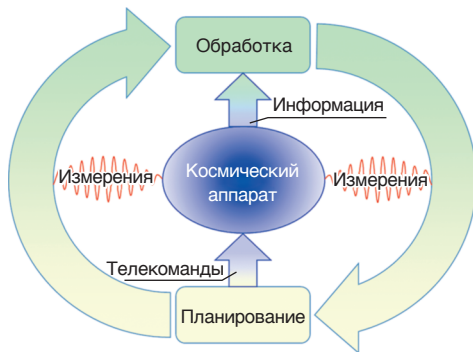 Обработка
Информация
Измерения
Космический
аппарат
Измерения
Телекоманды
Планирование